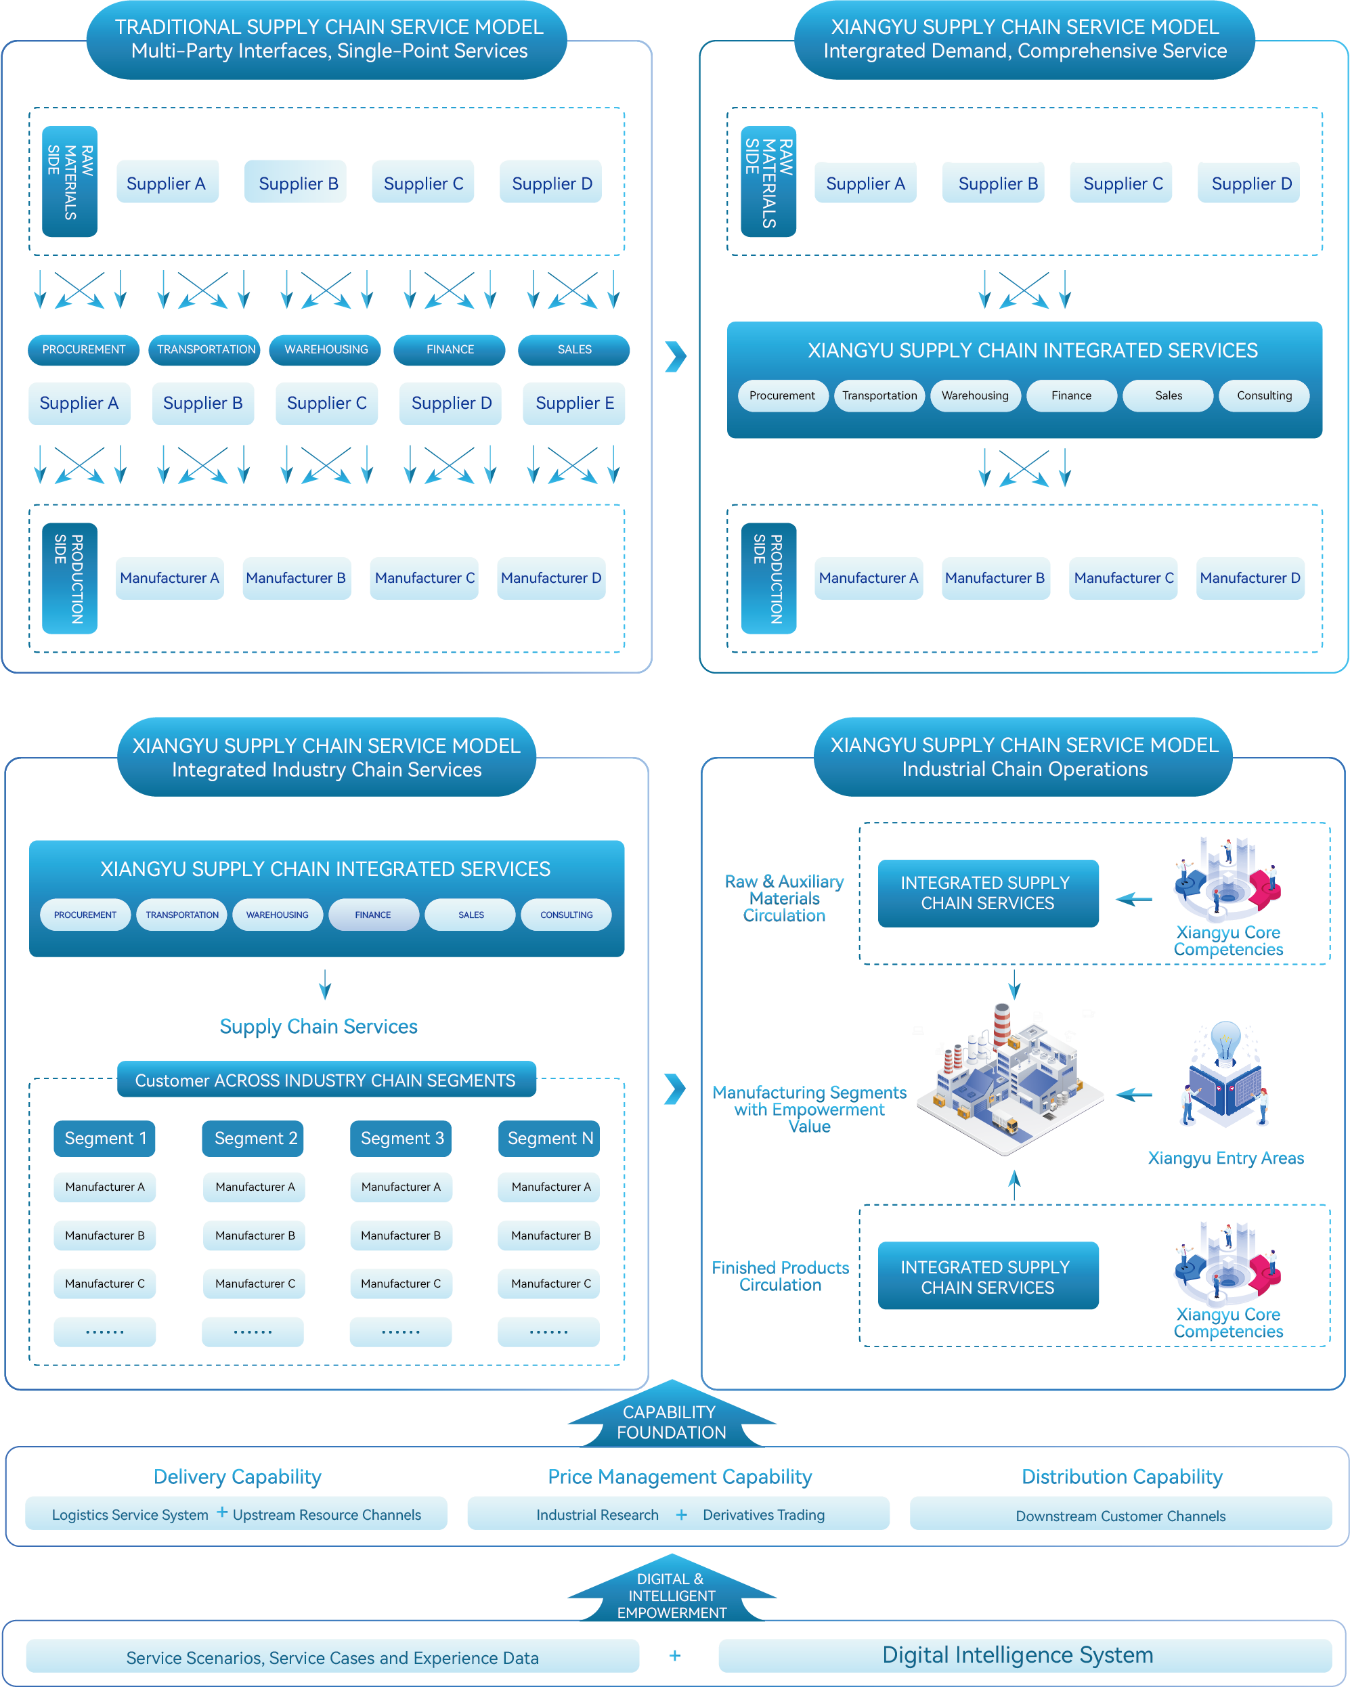 TRADITIONAL SUPPLY CHAIN SERVICE MODEL
Multi-Party Interfaces, Single-Point Services
RAW
MATERIALS
SIDE
Supplier A
Supplier B
Supplier C
Supplier D
PROCUREMENT
TRANSPORTATION
WAREHOUSING
FINANCE
SALES
Supplier A
Supplier B
Supplier C
Supplier D
Supplier E
PRODUCTION
SIDE
Manufacturer A
Manufacturer B
Manufacturer C
Manufacturer D
XIANGYU SUPPLY CHAIN SERVICE MODEL
Intergrated Demand, Comprehensive Service
RAW
MATERIALS
SIDE
Supplier A
Supplier B
Supplier C
Supplier D
XIANGYU SUPPLY CHAIN INTEGRATED SERVICES
Procurement
Transportation
Warehousing
Finance
Sales
Consulting
PRODUCTION
SIDE
Manufacturer A
Manufacturer B
Manufacturer C
Manufacturer D
XIANGYU SUPPLY CHAIN SERVICE MODEL
Integrated Industry Chain Services
XIANGYU SUPPLY CHAIN INTEGRATED SERVICES
PROCUREMENT
TRANSPORTATION
WAREHOUSING
FINANCE
SALES
CONSULTING
Supply Chain Services
Customer ACROSS INDUSTRY CHAIN SEGMENTS
Segment 1
Segment 2
Segment 3
Segment N
Manufacturer A
Manufacturer A
Manufacturer A
Manufacturer A
Manufacturer B
Manufacturer B
Manufacturer B
Manufacturer B
Manufacturer C
Manufacturer C
Manufacturer C
Manufacturer C
······
······
······
······
XIANGYU SUPPLY CHAIN SERVICE MODEL
Industrial Chain Operations
Raw & Auxiliary
Materials
Circulation
INTEGRATED SUPPLY
CHAIN SERVICES
Xiangyu Core
Competencies
Manufacturing Segments
with Empowerment
Value
Xiangyu Entry Areas
Finished Products
Circulation
INTEGRATED SUPPLY
CHAIN SERVICES
Xiangyu Core
Competencies
CAPABILITY
FOUNDATION
Delivery Capability
Logistics Service System + Upstream Resource Channels
Price Management Capability
Industrial Research + Derivatives Trading
Distribution Capability
Downstream Customer Channels
DIGITAL &
INTELLIGENT
EMPOWERMENT
Service Scenarios, Service Cases and Experience Data
+
Digital Intelligence System